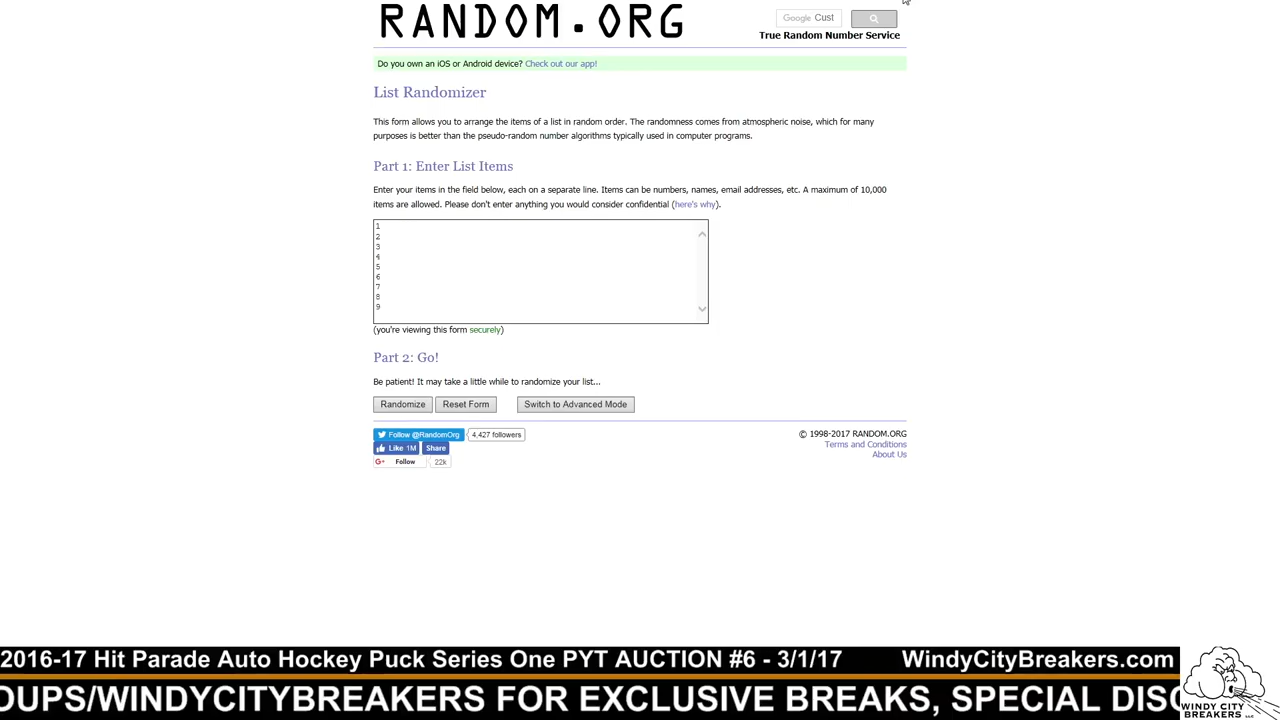 RANDOM.ORG
Google Cust
True Random Number Service
Do you own an iOS or Android device? Check out our app!
List Randomizer
This form allows you to arrange the items of a list in random order. The randomness comes from atmospheric noise, which for many
purposes is better than the pseudo-random number algorithms typically used in computer programs.
Part 1: Enter List Items
Enter your items in the field below, each on a separate line. Items can be numbers, names, email addresses, etc. A maximum of 10,000
items are allowed. Please don't enter anything you would consider confidential (here's why).
1
2
3
4
5
6
7
8
9
(you're viewing this form securely)
Part 2: Go!
Be patient! It may take a little while to randomize your list...
Randomize Reset Form Switch to Advanced Mode
Follow @RandomOrg 4,427 followers
Like 1M Share
G+ Follow 22k
© 1998-2017 RANDOM.ORG
Terms and Conditions
About Us
2016-17 Hit Parade Auto Hockey Puck Series One PYT AUCTION #6 - 3/1/17 WindyCityBreakers.com
OUPS/WINDYCITYBREAKERS FOR EXCLUSIVE BREAKS, SPECIAL DISC
WINDY CITY
BREAKERS LLC